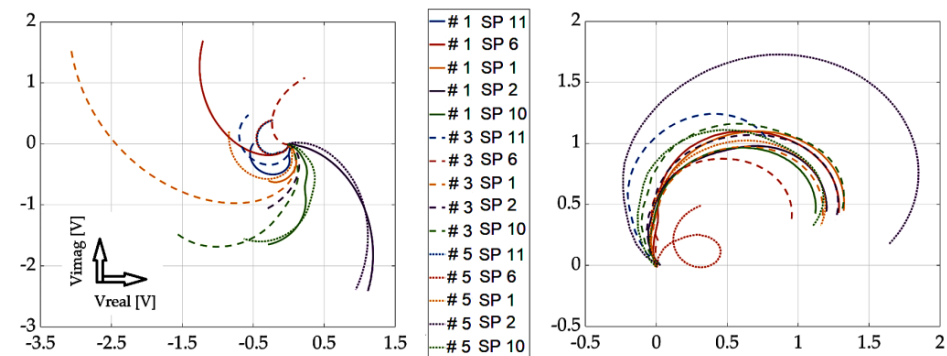 2
1
0
-1
-2
-3
-3.5
-2.5
-1.5
-0.5
0.5
1.5
Vimag [V]
Vreal [V]
# 1 SP 11
# 1 SP 6
# 1 SP 1
# 1 SP 2
# 1 SP 10
# 3 SP 11
# 3 SP 6
# 3 SP 1
# 3 SP 2
# 3 SP 10
# 5 SP 11
# 5 SP 6
# 5 SP 1
# 5 SP 2
# 5 SP 10
2
1.5
1
0.5
0
-0.5
-0.5
0
0.5
1
1.5
2